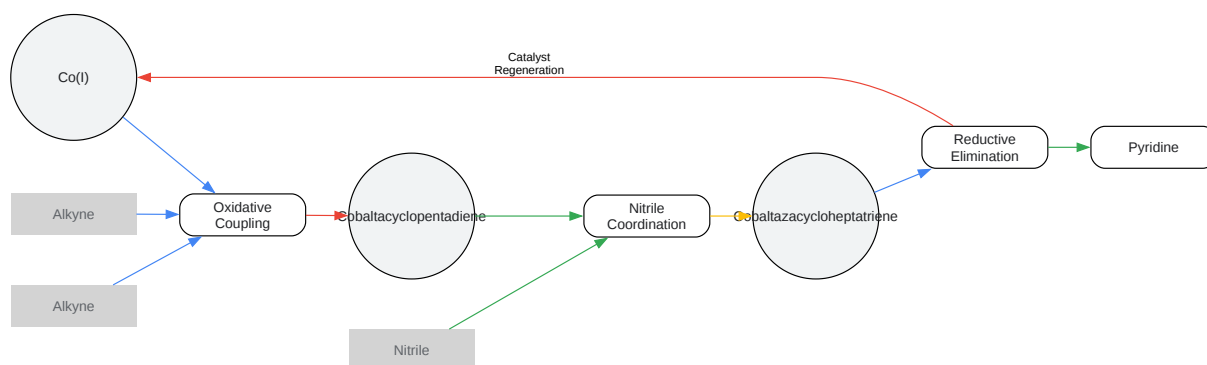 Co(I)
Catalyst
Regeneration
Reductive
Elimination
Pyridine
Alkyne
Oxidative
Coupling
Cobaltacyclopentadiene
Nitrile
Coordination
Cobaltazacycloheptatriene
Alkyne
Nitrile